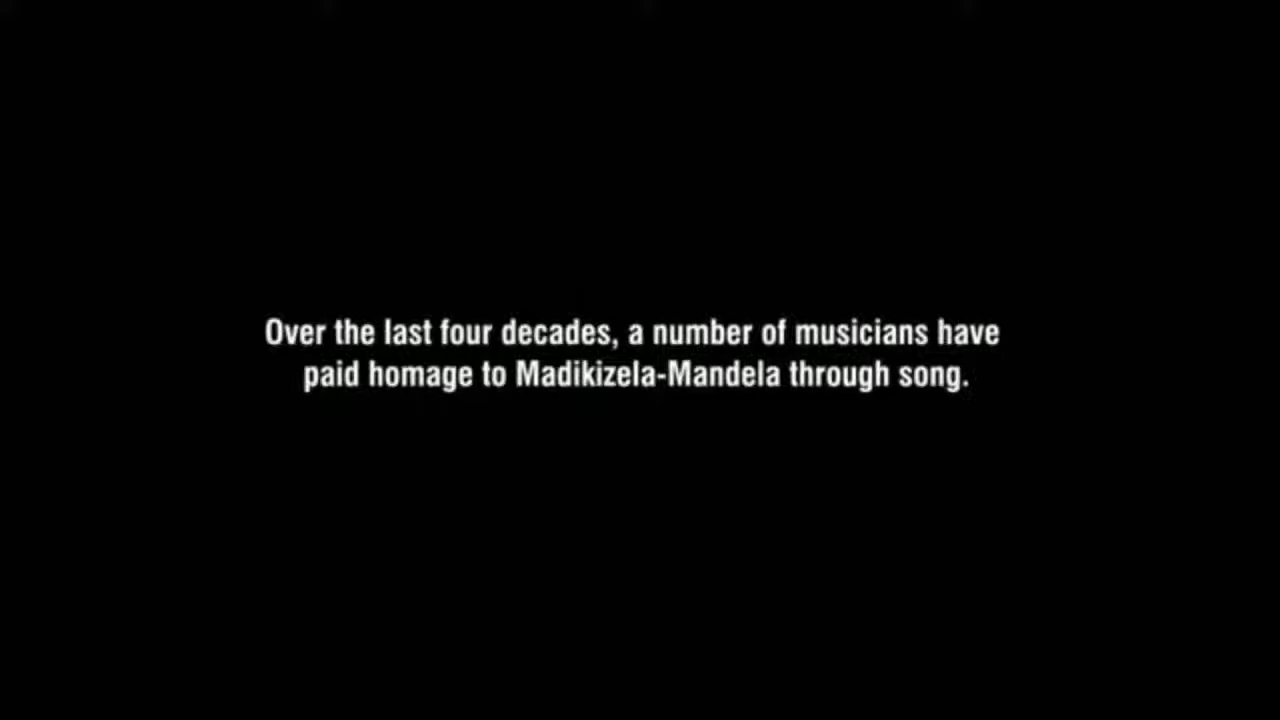 Over the last four decades, a number of musicians have
paid homage to Madikizela-Mandela through song.